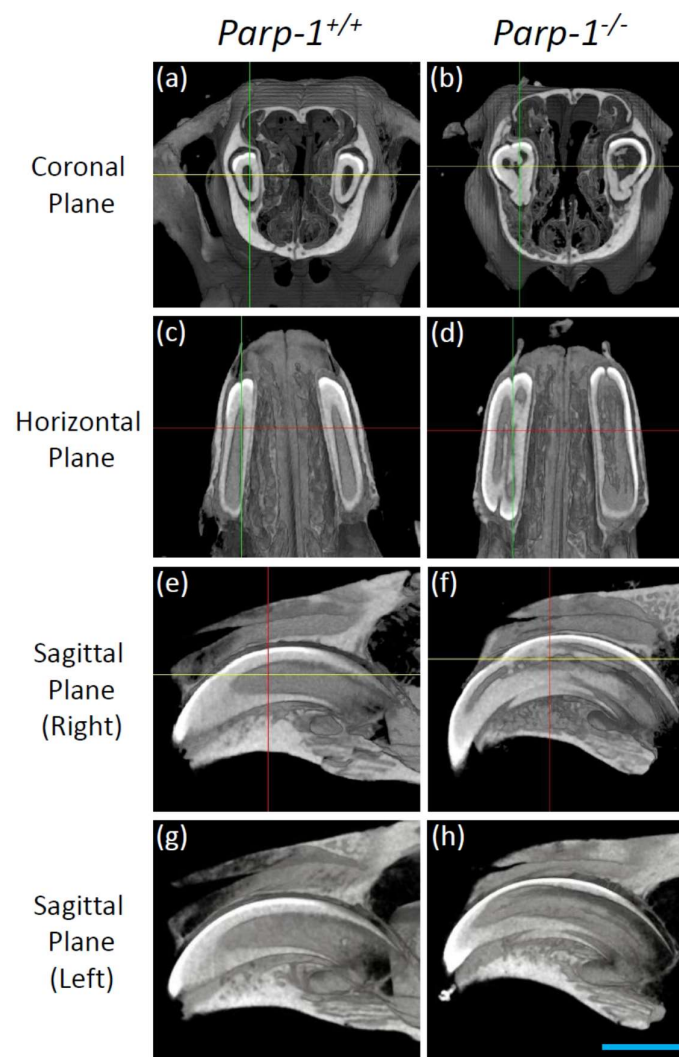 Parp-1+/+ Parp-1-/-
(a) (b)
Coronal
Plane
(c) (d)
Horizontal
Plane
(e) (f)
Sagittal
Plane
(Right)
(g) (h)
Sagittal
Plane
(Left)